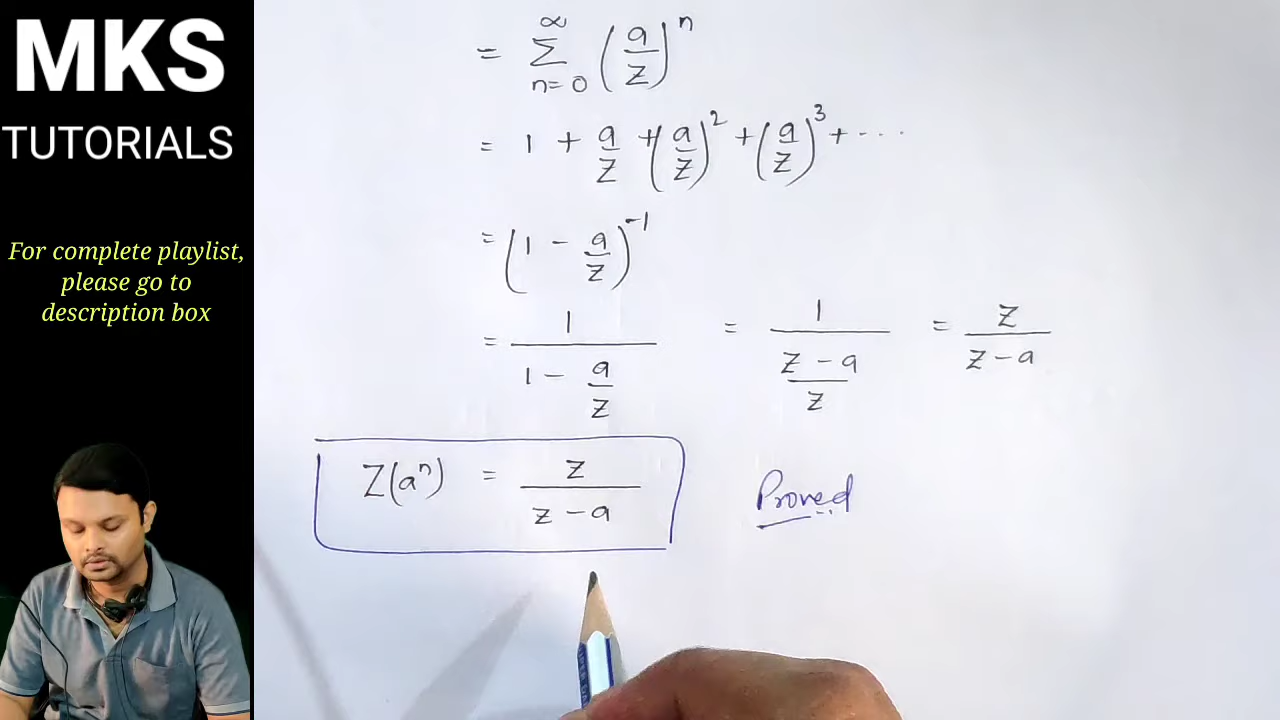 MKS
TUTORIALS
For complete playlist,
please go to
description box
= ∞ Σ n=0 (a/z)^n
= 1 + a/z + (a/z)^2 + (a/z)^3 + ....
= (1 - a/z)^-1
= 1/(1 - a/z) = 1/((z-a)/z) = z/(z-a)
Z(a^n) = z/(z-a) Proved